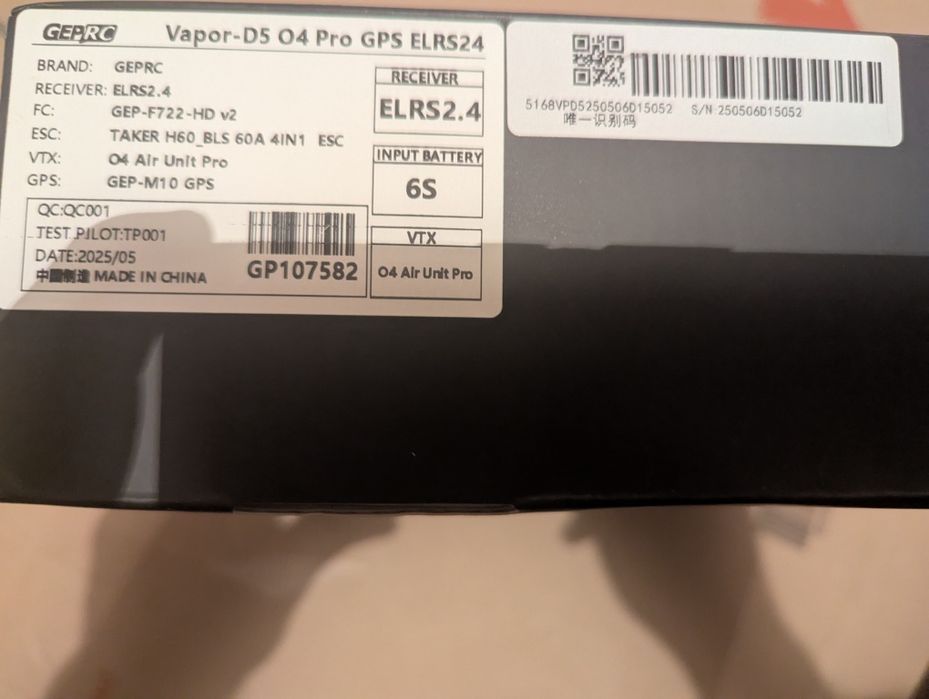 GEPRC Vapor-D5 O4 Pro GPS ELRS24
BRAND: GEPRC
RECEIVER: ELRS2.4
FC: GEP-F722-HD v2
ESC: TAKER H60_BLS 60A 4IN1 ESC
VTX: O4 Air Unit Pro
GPS: GEP-M10 GPS
QC:QC001
TEST PILOT:TP001
DATE:2025/05
中國制造 MADE IN CHINA
GP107582
RECEIVER
ELRS2.4
INPUT BATTERY
6S
VTX
O4 Air Unit Pro
5168VPD5250506D15052 S/N:250506D15052
唯一识别码